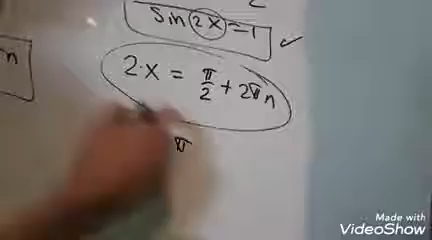 Sin(2x)=1 ✓
n
2·x = π/2 + 2πn
π
Made with
VideoShow